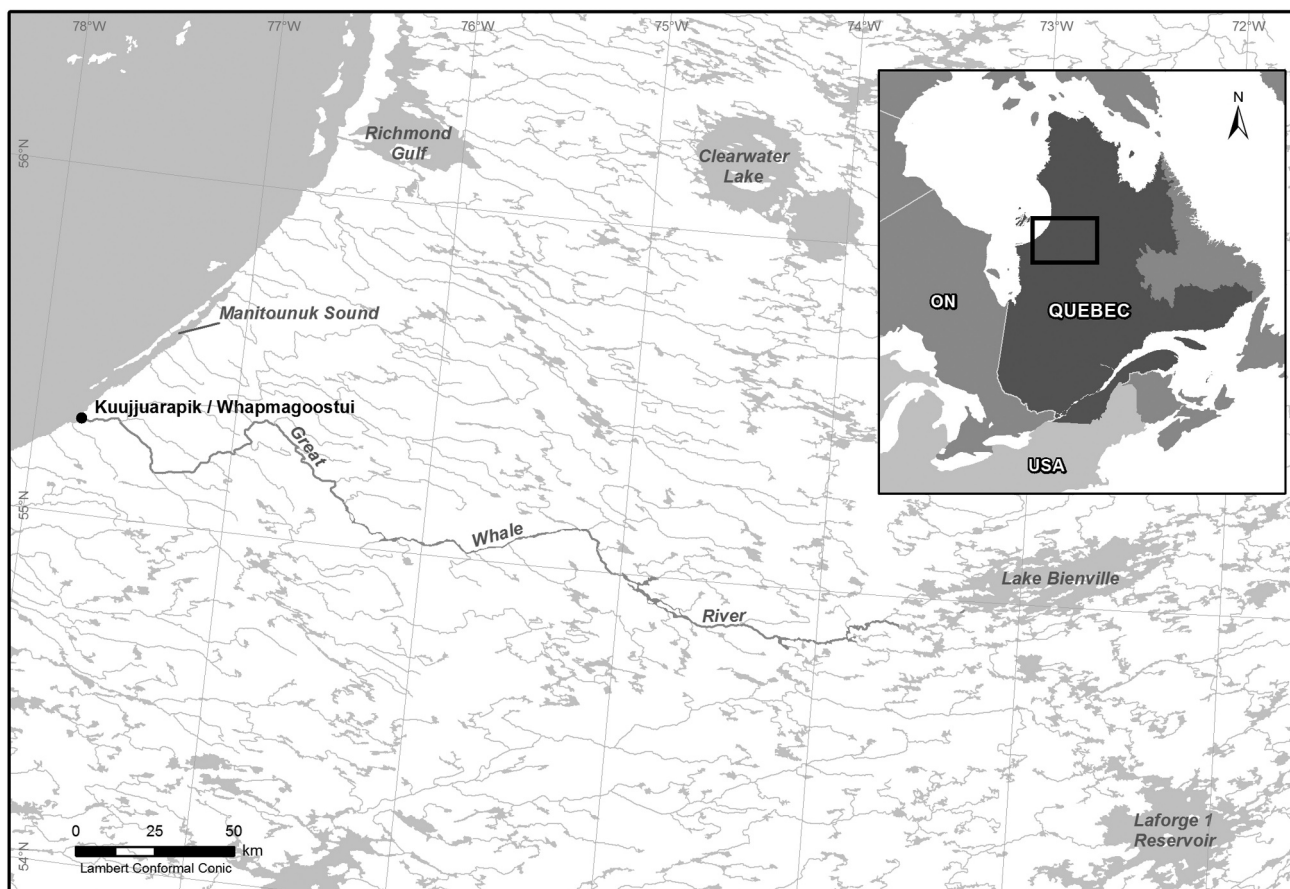 78°W
77°W
76°W
75°W
74°W
73°W
72°W
N
56°N
Richmond
Gulf
Clearwater
Lake
Manitounuk Sound
ON
QUEBEC
USA
Kuujjuarapik / Whapmagoostui
Great
55°N
Whale
River
Lake Bienville
54°N
Laforge 1
Reservoir
0 25 50
km
Lambert Conformal Conic